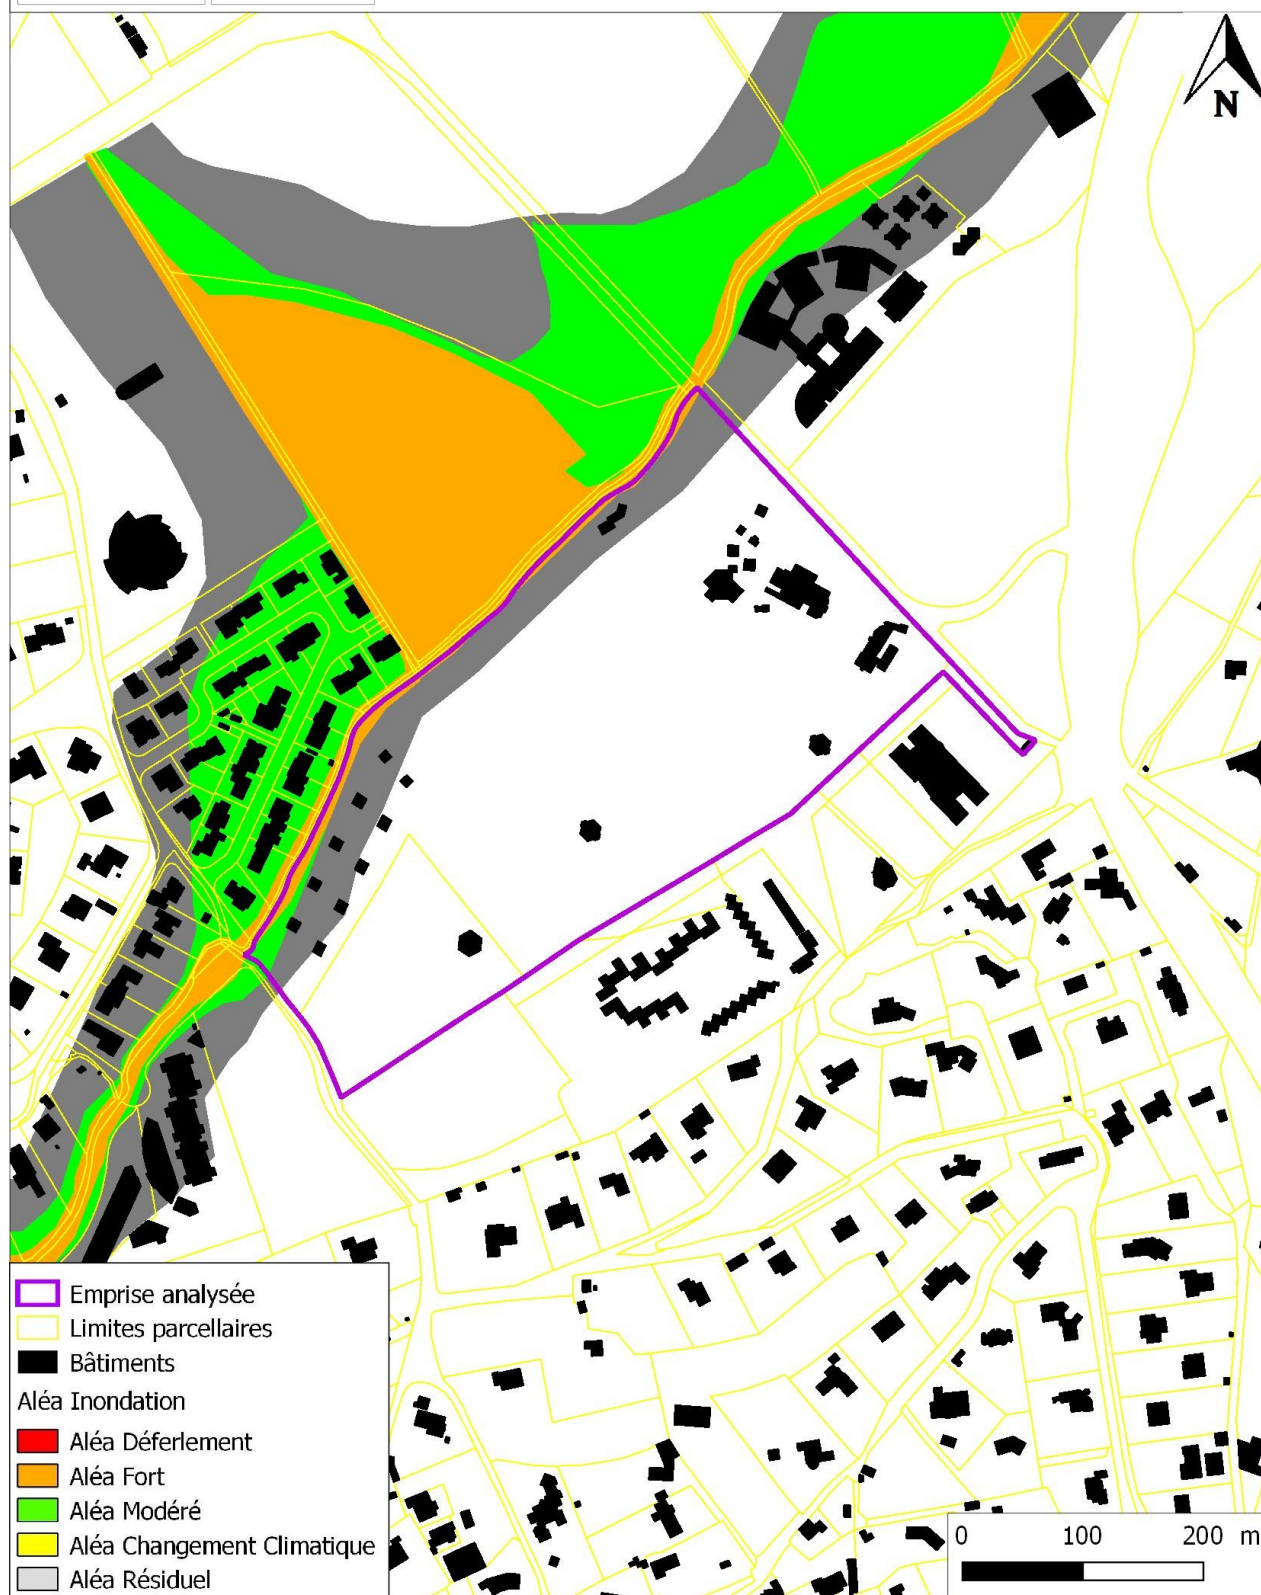 N
Emprise analysée
Limites parcellaires
Bâtiments
Aléa Inondation
Aléa Déferlement
Aléa Fort
Aléa Modéré
Aléa Changement Climatique
Aléa Résiduel
0 100 200 m